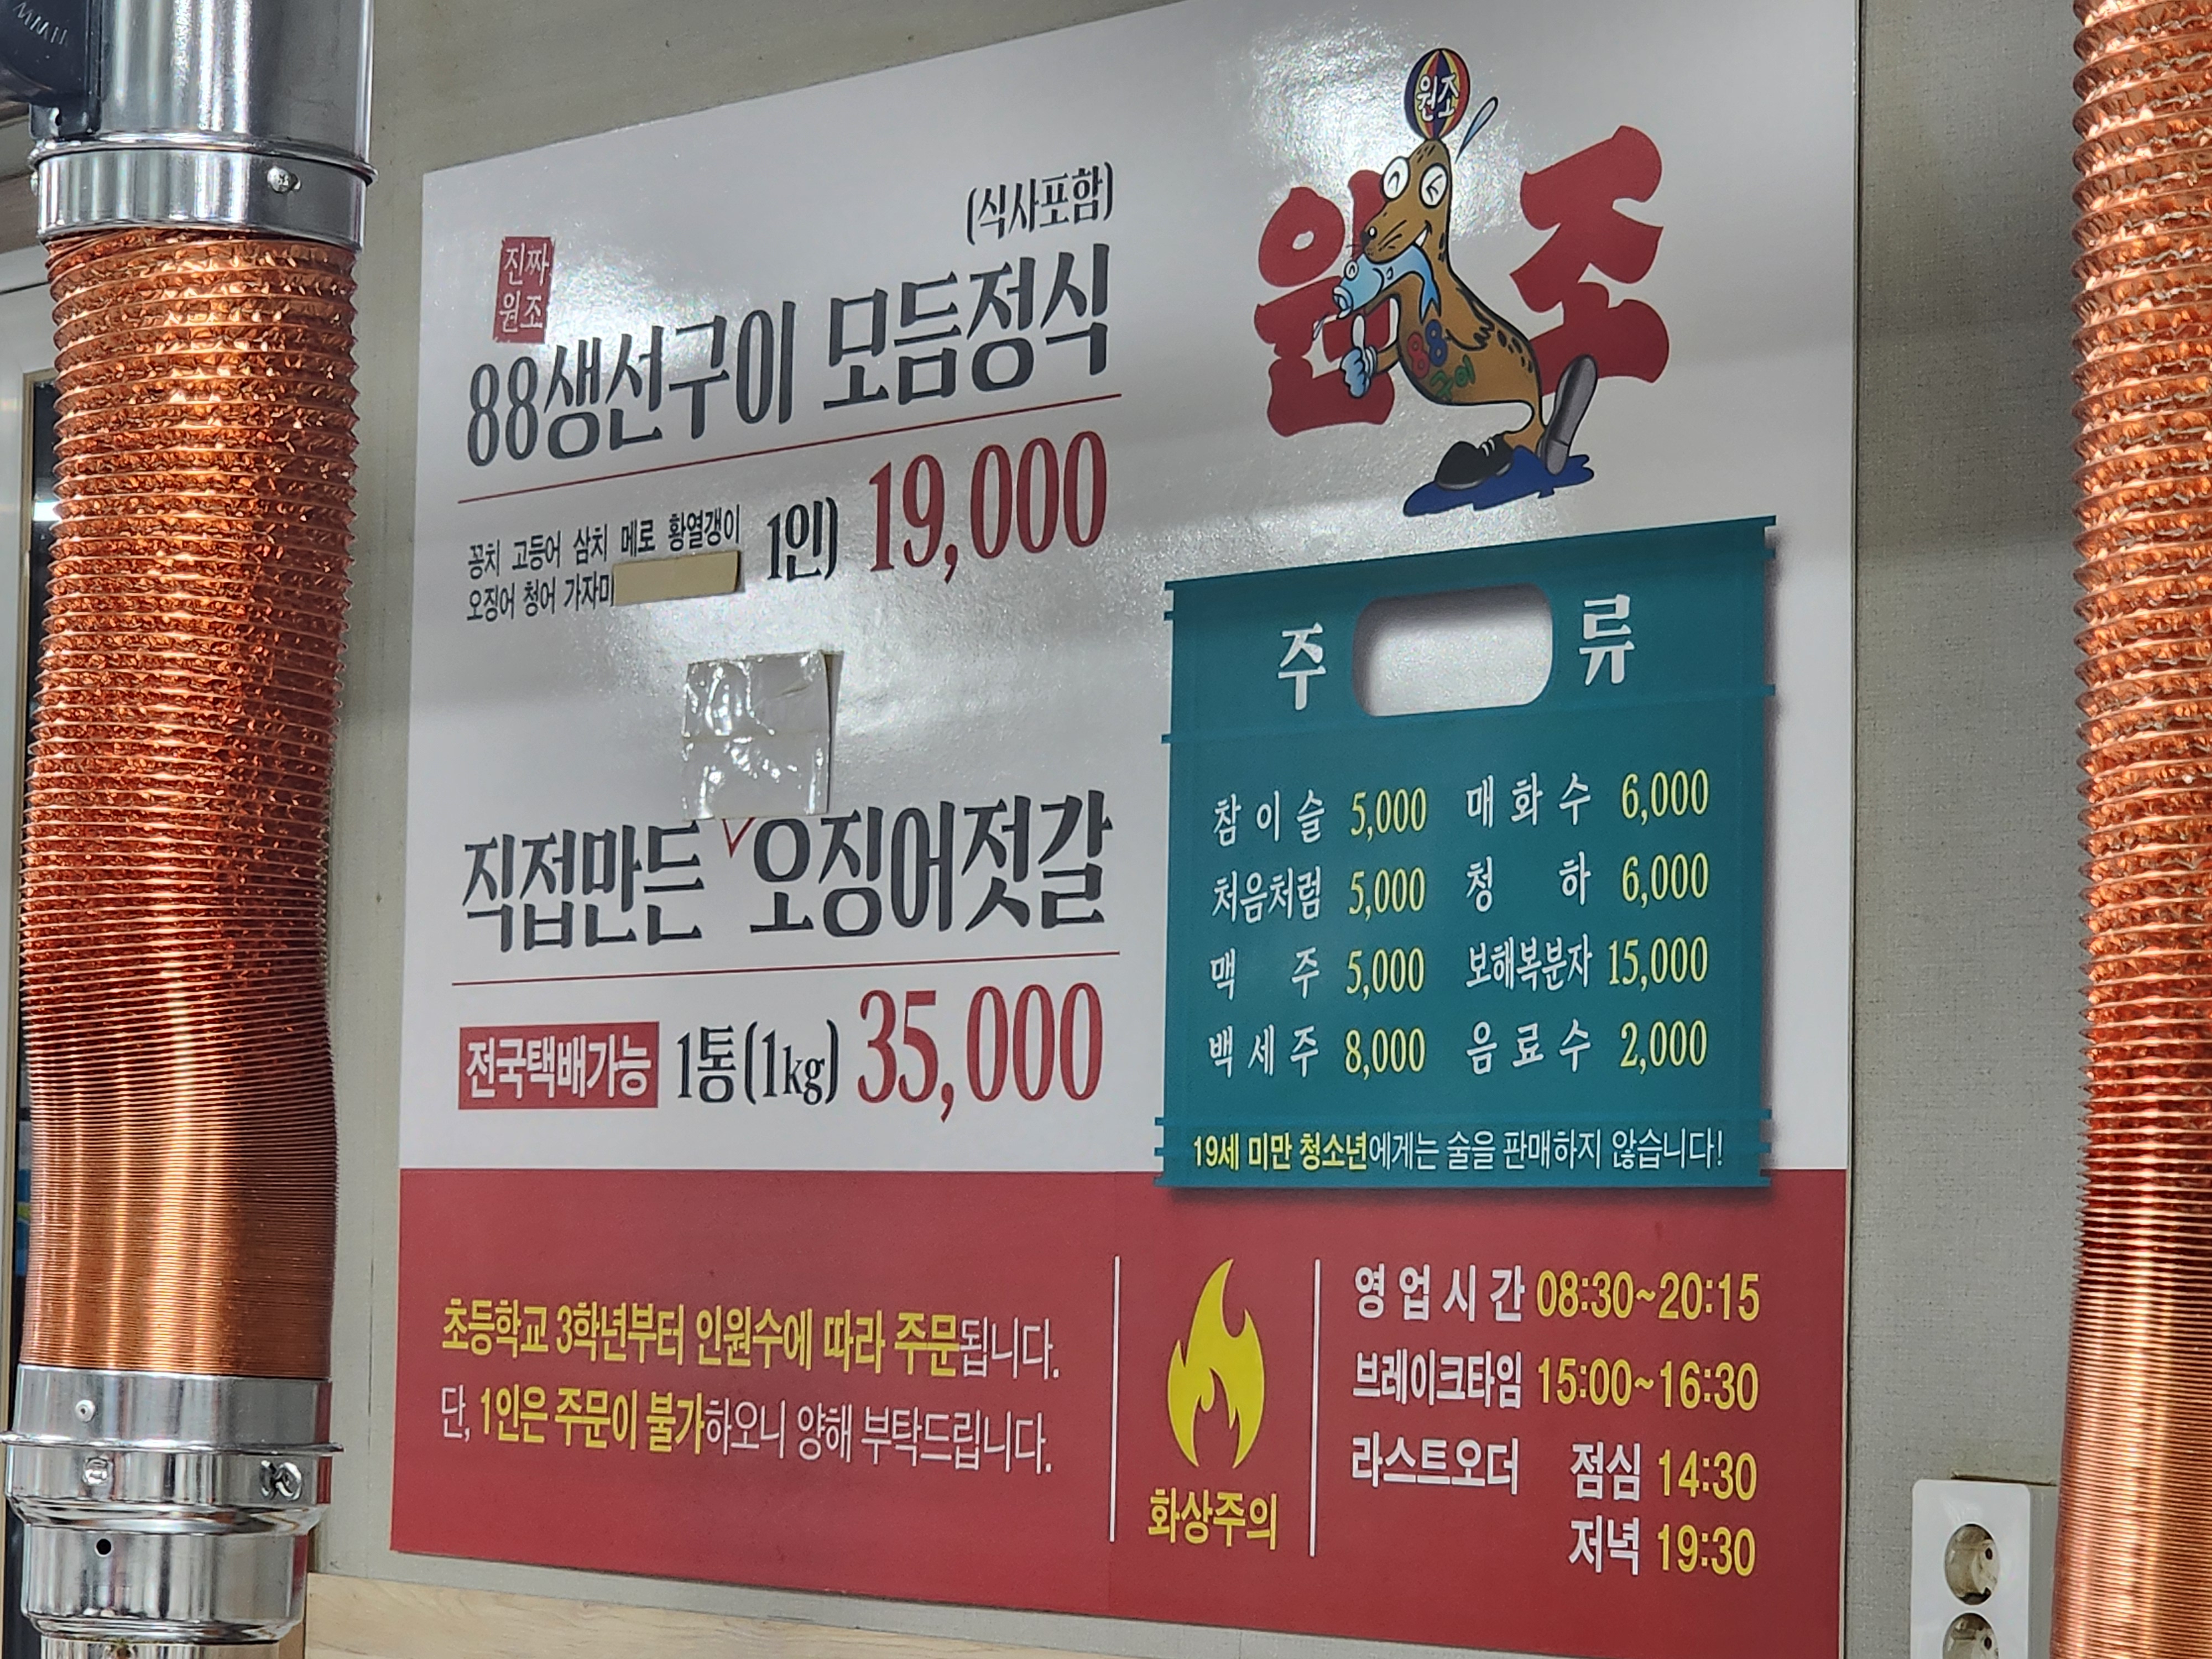 (식사포함)
진짜
원조
88생선구이 모듬정식
꽁치 고등어 삼치 메로 황열갱이
오징어 청어 가자미
1인) 19,000
직접만든 오징어젓갈
전국택배가능 1통(1kg) 35,000
원조
원조
88
구이
주류
참이슬 5,000 매화수 6,000
처음처럼 5,000 청하 6,000
맥주 5,000 보해복분자 15,000
백세주 8,000 음료수 2,000
19세 미만 청소년에게는 술을 판매하지 않습니다!
초등학교 3학년부터 인원수에 따라 주문됩니다.
단, 1인은 주문이 불가하오니 양해 부탁드립니다.
화상주의
영업시간 08:30~20:15
브레이크타임 15:00~16:30
라스트오더 점심 14:30
저녁 19:30